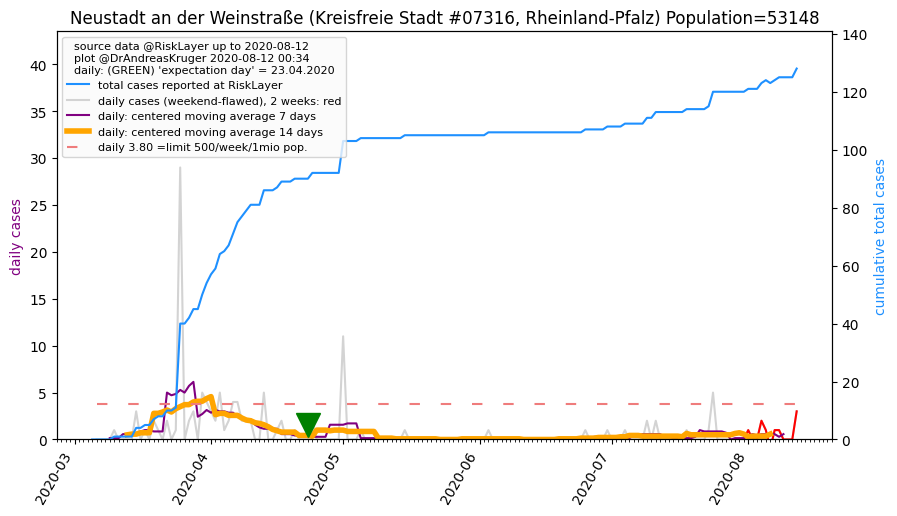 Neustadt an der Weinstraße (Kreisfreie Stadt #07316, Rheinland-Pfalz) Population=53148
source data @RiskLayer up to 2020-08-12
plot @DrAndreasKruger 2020-08-12 00:34
daily: (GREEN) 'expectation day' = 23.04.2020
total cases reported at RiskLayer
daily cases (weekend-flawed), 2 weeks: red
daily: centered moving average 7 days
daily: centered moving average 14 days
daily 3.80 =limit 500/week/1mio pop.
daily cases
40
35
30
25
20
15
10
5
0
cumulative total cases
140
120
100
80
60
40
20
0
2020-03
2020-04
2020-05
2020-06
2020-07
2020-08